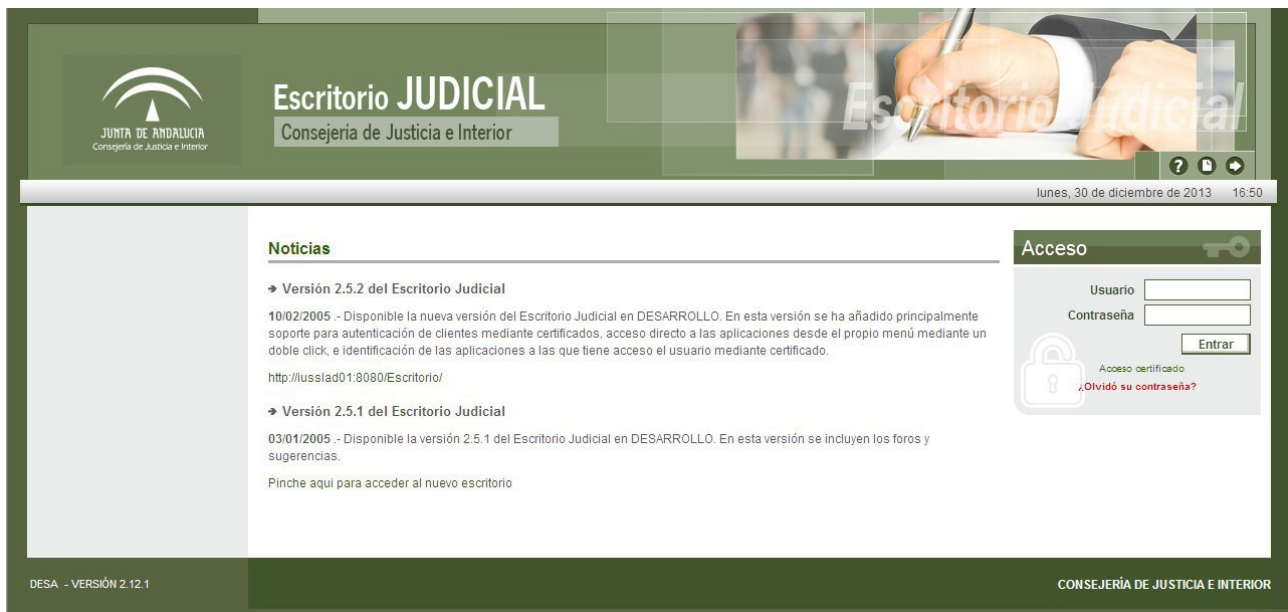 JUNTA DE ANDALUCIA
Consejería de Justicia e Interior
Escritorio JUDICIAL
Consejería de Justicia e Interior
Escritorio Judicial
lunes, 30 de diciembre de 2013 16:50
Noticias
Versión 2.5.2 del Escritorio Judicial
10/02/2005 .- Disponible la nueva versión del Escritorio Judicial en DESARROLLO. En esta versión se ha añadido principalmente
soporte para autenticación de clientes mediante certificados, acceso directo a las aplicaciones desde el propio menú mediante un
doble click, e identificación de las aplicaciones a las que tiene acceso el usuario mediante certificado.
http://iusslad01:8080/Escritorio/
Versión 2.5.1 del Escritorio Judicial
03/01/2005 .- Disponible la versión 2.5.1 del Escritorio Judicial en DESARROLLO. En esta versión se incluyen los foros y
sugerencias.
Pinche aqui para acceder al nuevo escritorio
Acceso
Usuario
Contraseña
Entrar
Acceso certificado
¿Olvidó su contraseña?
DESA - VERSIÓN 2.12.1
CONSEJERÍA DE JUSTICIA E INTERIOR